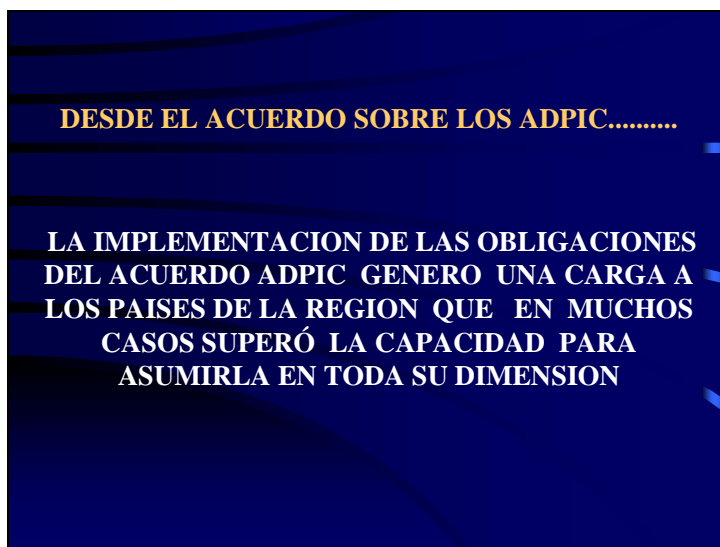 DESDE EL ACUERDO SOBRE LOS ADPIC..........
LA IMPLEMENTACION DE LAS OBLIGACIONES
DEL ACUERDO ADPIC GENERO UNA CARGA A
LOS PAISES DE LA REGION QUE EN MUCHOS
CASOS SUPERÓ LA CAPACIDAD PARA
ASUMIRLA EN TODA SU DIMENSION